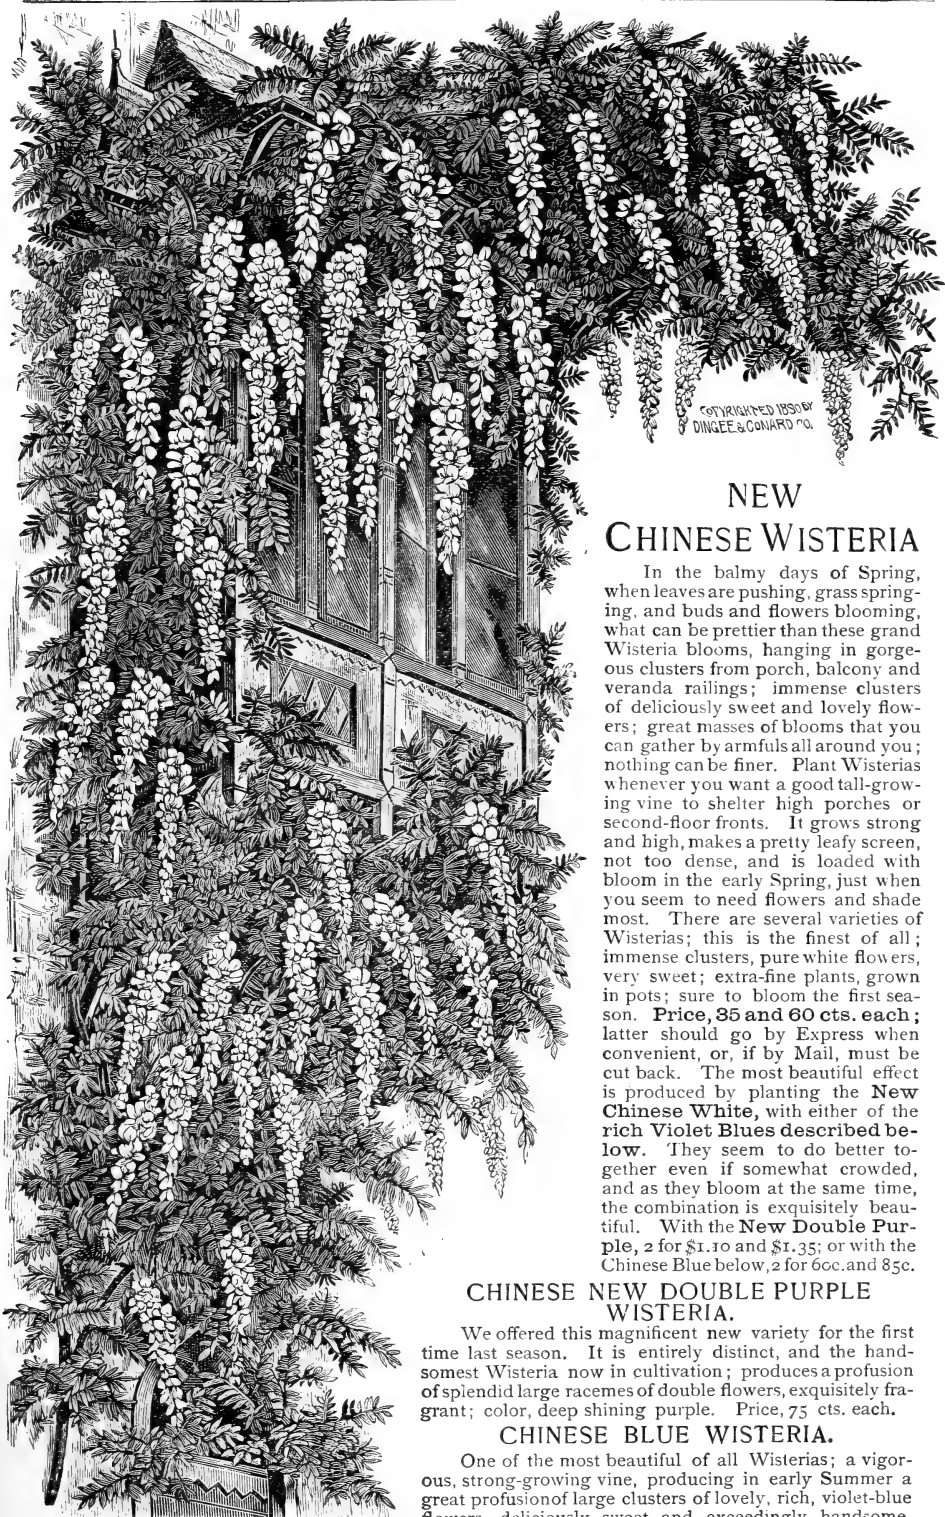 COPYRIGHTED 1890 BY
DINGEE & CONARD CO.
NEW
CHINESE WISTERIA
In the balmy days of Spring,
when leaves are pushing, grass spring-
ing, and buds and flowers blooming,
what can be prettier than these grand
Wisteria blooms, hanging in gorge-
ous clusters from porch, balcony and
veranda railings; immense clusters
of deliciously sweet and lovely flow-
ers; great masses of blooms that you
can gather by armfuls all around you;
nothing can be finer. Plant Wisterias
whenever you want a good tall-grow-
ing vine to shelter high porches or
second-floor fronts. It grows strong
and high, makes a pretty leafy screen,
not too dense, and is loaded with
bloom in the early Spring, just when
you seem to need flowers and shade
most. There are several varieties of
Wisterias; this is the finest of all;
immense clusters, pure white flowers,
very sweet; extra-fine plants, grown
in pots; sure to bloom the first sea-
son. Price, 35 and 60 cts. each;
latter should go by Express when
convenient, or, if by Mail, must be
cut back. The most beautiful effect
is produced by planting the New
Chinese White, with either of the
rich Violet Blues described be-
low. They seem to do better to-
gether even if somewhat crowded,
and as they bloom at the same time,
the combination is exquisitely beau-
tiful. With the New Double Pur-
ple, 2 for $1.10 and $1.35; or with the
Chinese Blue below, 2 for 60c. and 85c.
CHINESE NEW DOUBLE PURPLE
WISTERIA.
We offered this magnificent new variety for the first
time last season. It is entirely distinct, and the hand-
somest Wisteria now in cultivation; produces a profusion
of splendid large racemes of double flowers, exquisitely fra-
grant; color, deep shining purple. Price, 75 cts. each.
CHINESE BLUE WISTERIA.
One of the most beautiful of all Wisterias; a vigor-
ous, strong-growing vine, producing in early Summer a
great profusion of large clusters of lovely, rich, violet-blue
flowers, deliciously sweet and exceedingly handsome.